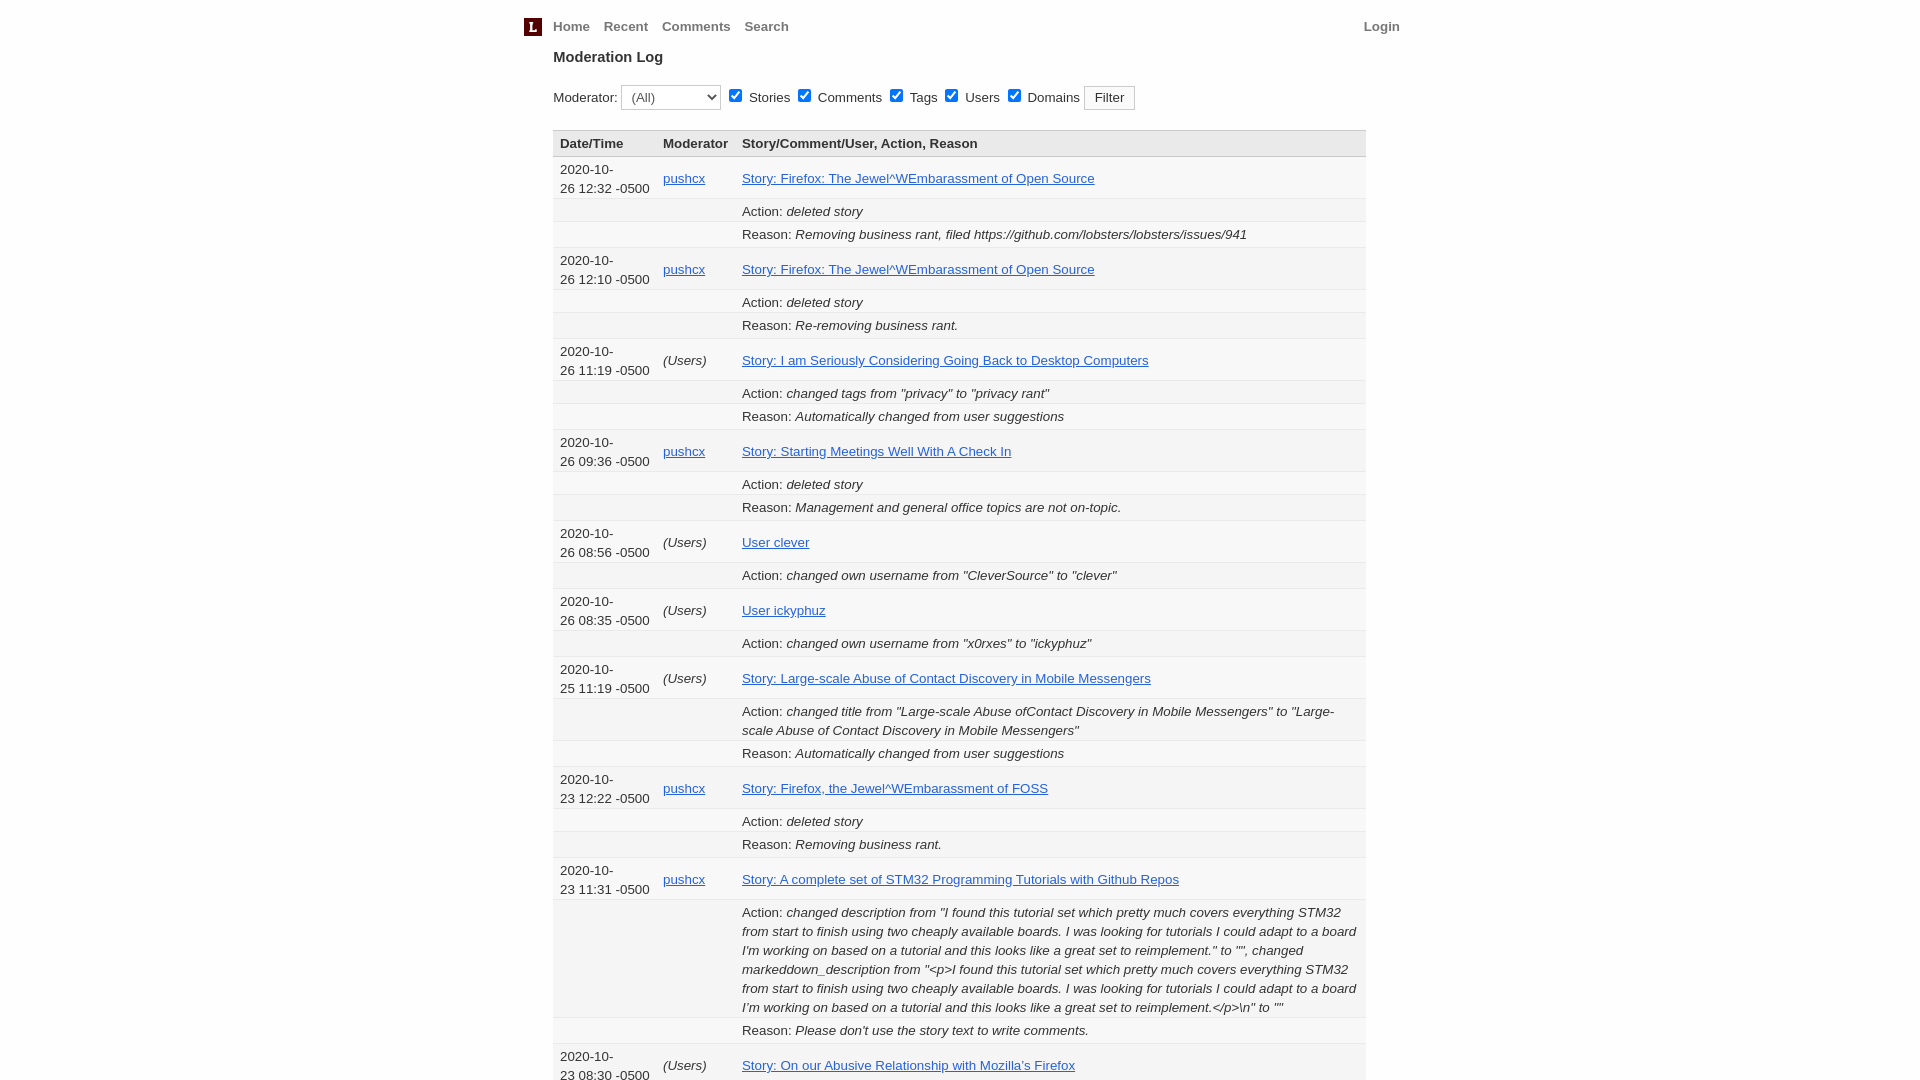 L Home Recent Comments Search Login
Moderation Log
Moderator: (All) Stories Comments Tags Users Domains Filter
Date/Time Moderator Story/Comment/User, Action, Reason
2020-10-
26 12:32 -0500 pushcx Story: Firefox: The Jewel^WEmbarassment of Open Source
Action: deleted story
Reason: Removing business rant, filed https://github.com/lobsters/lobsters/issues/941
2020-10-
26 12:10 -0500 pushcx Story: Firefox: The Jewel^WEmbarassment of Open Source
Action: deleted story
Reason: Re-removing business rant.
2020-10-
26 11:19 -0500 (Users) Story: I am Seriously Considering Going Back to Desktop Computers
Action: changed tags from "privacy" to "privacy rant"
Reason: Automatically changed from user suggestions
2020-10-
26 09:36 -0500 pushcx Story: Starting Meetings Well With A Check In
Action: deleted story
Reason: Management and general office topics are not on-topic.
2020-10-
26 08:56 -0500 (Users) User clever
Action: changed own username from "CleverSource" to "clever"
2020-10-
26 08:35 -0500 (Users) User ickyphuz
Action: changed own username from "x0rxes" to "ickyphuz"
2020-10-
25 11:19 -0500 (Users) Story: Large-scale Abuse of Contact Discovery in Mobile Messengers
Action: changed title from "Large-scale Abuse ofContact Discovery in Mobile Messengers" to "Large-
scale Abuse of Contact Discovery in Mobile Messengers"
Reason: Automatically changed from user suggestions
2020-10-
23 12:22 -0500 pushcx Story: Firefox, the Jewel^WEmbarassment of FOSS
Action: deleted story
Reason: Removing business rant.
2020-10-
23 11:31 -0500 pushcx Story: A complete set of STM32 Programming Tutorials with Github Repos
Action: changed description from "I found this tutorial set which pretty much covers everything STM32
from start to finish using two cheaply available boards. I was looking for tutorials I could adapt to a board
I'm working on based on a tutorial and this looks like a great set to reimplement." to "", changed
markeddown_description from "<p>I found this tutorial set which pretty much covers everything STM32
from start to finish using two cheaply available boards. I was looking for tutorials I could adapt to a board
I’m working on based on a tutorial and this looks like a great set to reimplement.</p>\n" to ""
Reason: Please don't use the story text to write comments.
2020-10-
23 08:30 -0500 (Users) Story: On our Abusive Relationship with Mozilla's Firefox